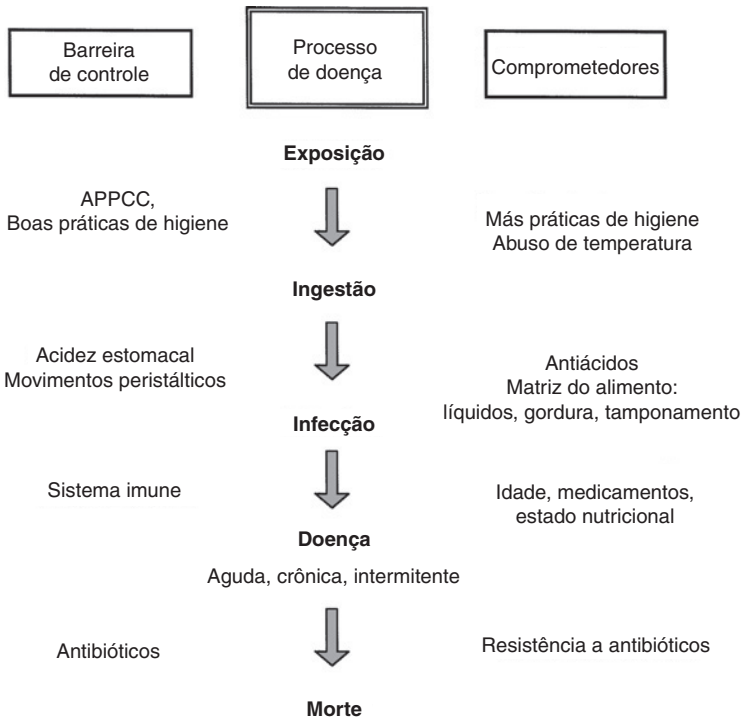 Barreira
de controle
Processo
de doença
Comprometedores
Exposição
APPCC,
Boas práticas de higiene
Más práticas de higiene
Abuso de temperatura
Ingestão
Acidez estomacal
Movimentos peristálticos
Antiácidos
Matriz do alimento:
líquidos, gordura, tamponamento
Infecção
Sistema imune
Idade, medicamentos,
estado nutricional
Doença
Aguda, crônica, intermitente
Antibióticos
Resistência a antibióticos
Morte